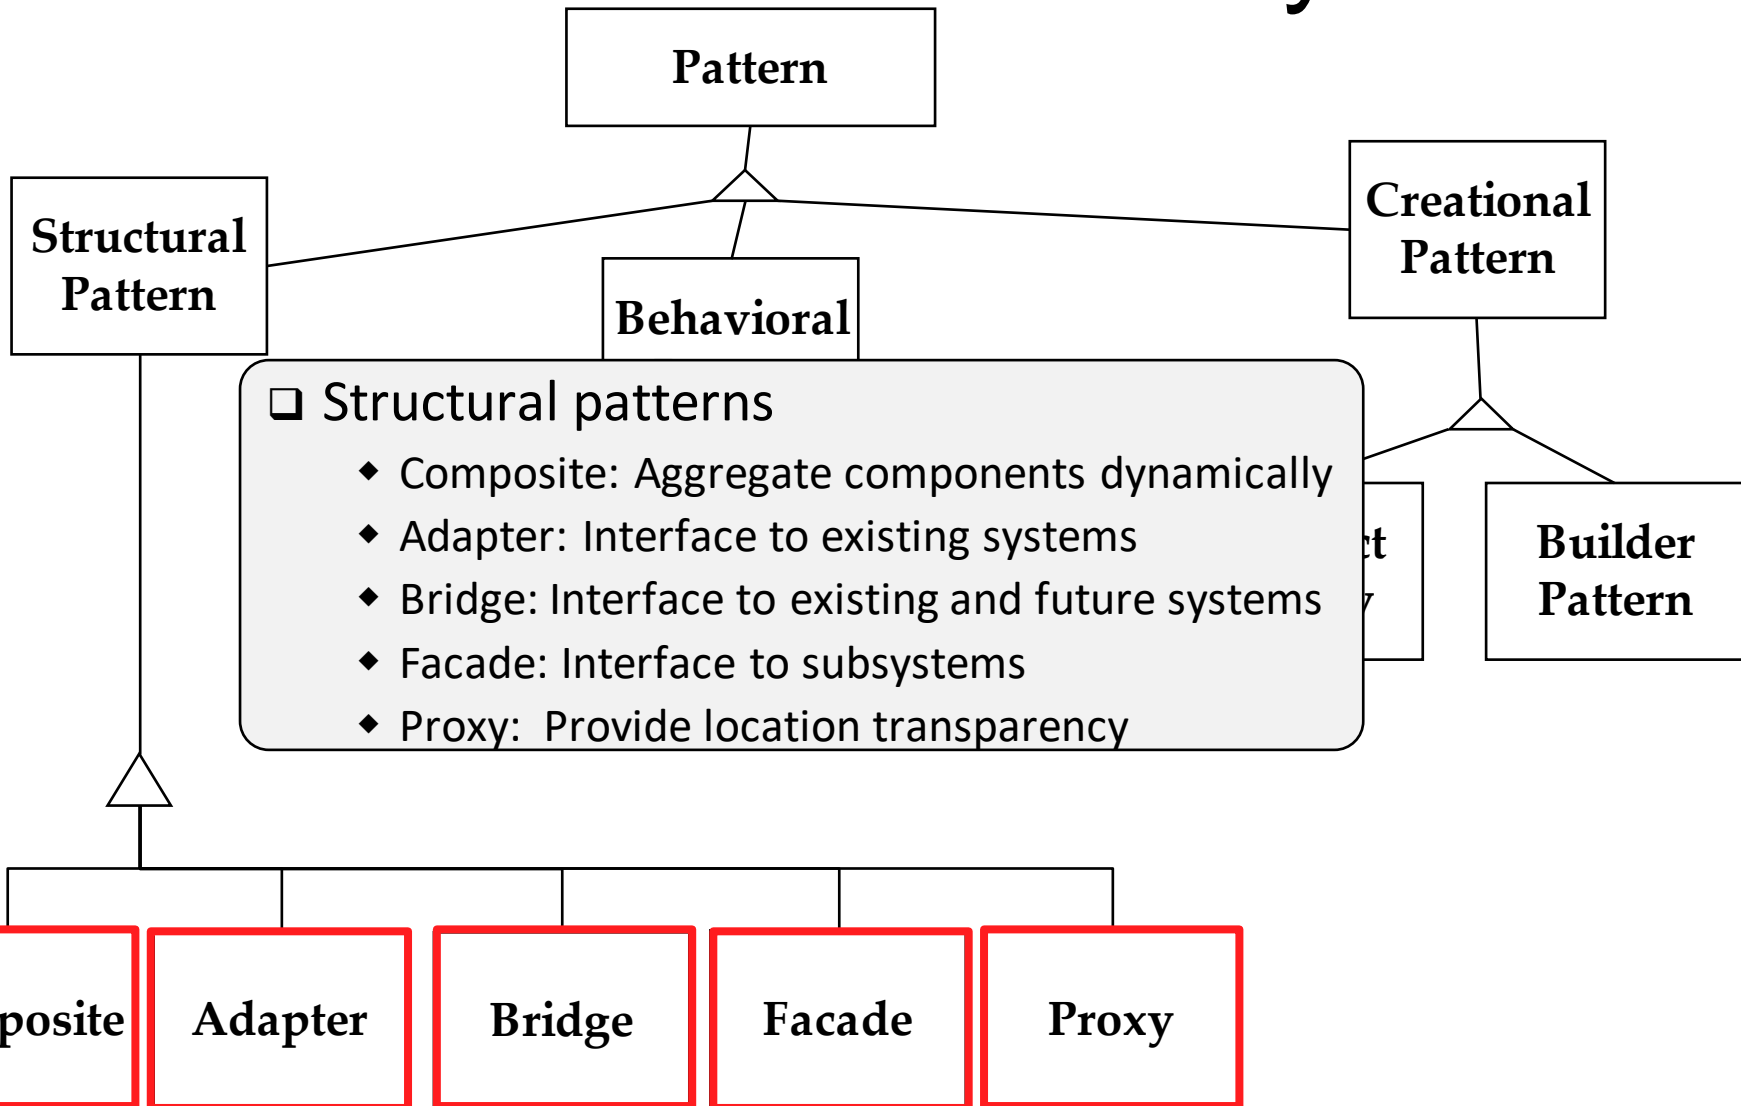 Pattern
Structural
Pattern
Behavioral
Creational
Pattern
❑ Structural patterns
◆ Composite: Aggregate components dynamically
◆ Adapter: Interface to existing systems
◆ Bridge: Interface to existing and future systems
◆ Facade: Interface to subsystems
◆ Proxy: Provide location transparency
ct
y
Builder
Pattern
posite
Adapter
Bridge
Facade
Proxy